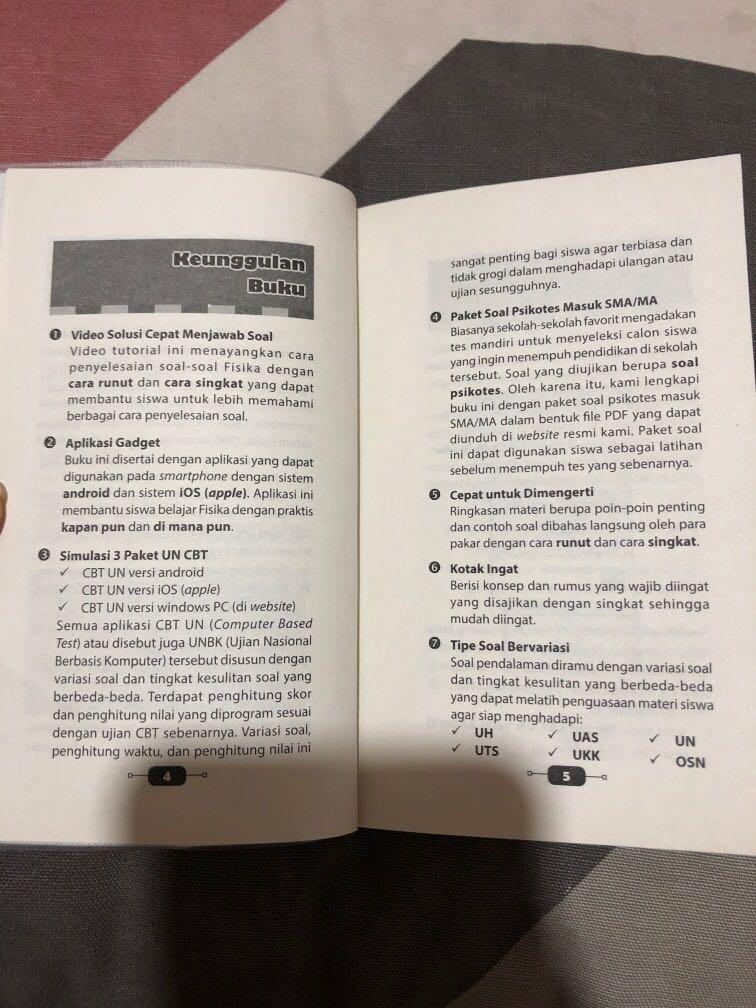 Keunggulan
Buku
❶ Video Solusi Cepat Menjawab Soal
Video tutorial ini menayangkan cara
penyelesaian soal-soal Fisika dengan
cara runut dan cara singkat yang dapat
membantu siswa untuk lebih memahami
berbagai cara penyelesaian soal.
❷ Aplikasi Gadget
Buku ini disertai dengan aplikasi yang dapat
digunakan pada smartphone dengan sistem
android dan sistem iOS (apple). Aplikasi ini
membantu siswa belajar Fisika dengan praktis
kapan pun dan di mana pun.
❸ Simulasi 3 Paket UN CBT
✓ CBT UN versi android
✓ CBT UN versi iOS (apple)
✓ CBT UN versi windows PC (di website)
Semua aplikasi CBT UN (Computer Based
Test) atau disebut juga UNBK (Ujian Nasional
Berbasis Komputer) tersebut disusun dengan
variasi soal dan tingkat kesulitan soal yang
berbeda-beda. Terdapat penghitung skor
dan penghitung nilai yang diprogram sesuai
dengan ujian CBT sebenarnya. Variasi soal,
penghitung waktu, dan penghitung nilai ini
4
sangat penting bagi siswa agar terbiasa dan
tidak grogi dalam menghadapi ulangan atau
ujian sesungguhnya.
❹ Paket Soal Psikotes Masuk SMA/MA
Biasanya sekolah-sekolah favorit mengadakan
tes mandiri untuk menyeleksi calon siswa
yang ingin menempuh pendidikan di sekolah
tersebut. Soal yang diujikan berupa soal
psikotes. Oleh karena itu, kami lengkapi
buku ini dengan paket soal psikotes masuk
SMA/MA dalam bentuk file PDF yang dapat
diunduh di website resmi kami. Paket soal
ini dapat digunakan siswa sebagai latihan
sebelum menempuh tes yang sebenarnya.
❺ Cepat untuk Dimengerti
Ringkasan materi berupa poin-poin penting
dan contoh soal dibahas langsung oleh para
pakar dengan cara runut dan cara singkat.
❻ Kotak Ingat
Berisi konsep dan rumus yang wajib diingat
yang disajikan dengan singkat sehingga
mudah diingat.
❼ Tipe Soal Bervariasi
Soal pendalaman diramu dengan variasi soal
dan tingkat kesulitan yang berbeda-beda
yang dapat melatih penguasaan materi siswa
agar siap menghadapi:
✓ UH ✓ UAS ✓ UN
✓ UTS ✓ UKK ✓ OSN
5